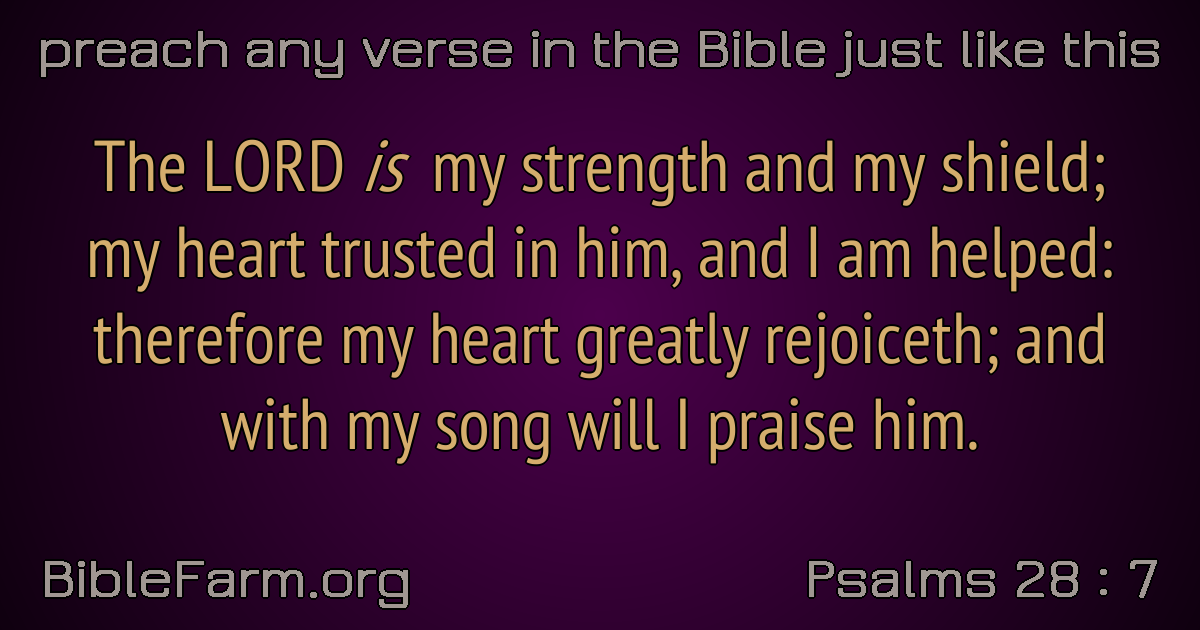 preach any verse in the Bible just like this
The LORD is my strength and my shield;
my heart trusted in him, and I am helped:
therefore my heart greatly rejoiceth; and
with my song will I praise him.
BibleFarm.org
Psalms 28 : 7